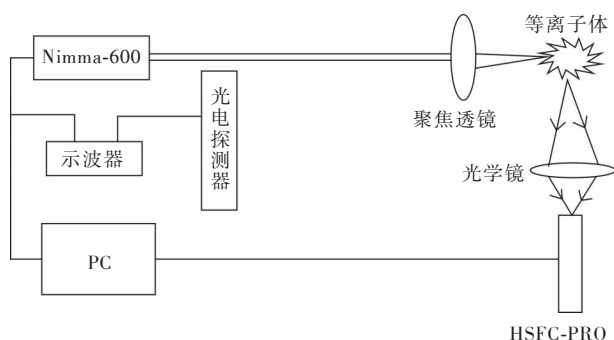 等离子体
Nimma-600
聚焦透镜
光电探测器
示波器
光学镜
PC
HSFC-PRO